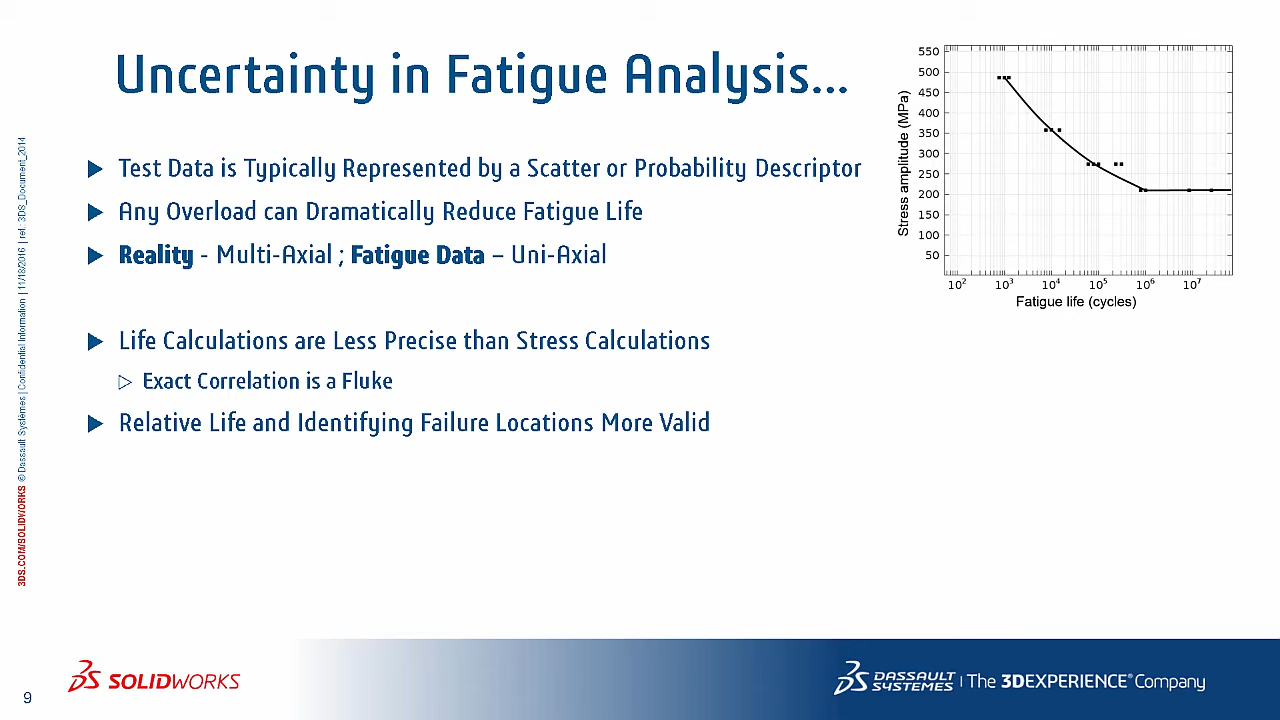 Uncertainty in Fatigue Analysis...
▶ Test Data is Typically Represented by a Scatter or Probability Descriptor
▶ Any Overload can Dramatically Reduce Fatigue Life
▶ Reality - Multi-Axial ; Fatigue Data – Uni-Axial
▶ Life Calculations are Less Precise than Stress Calculations
▷ Exact Correlation is a Fluke
▶ Relative Life and Identifying Failure Locations More Valid
Stress amplitude (MPa)
550
500
450
400
350
300
250
200
150
100
50
10² 10³ 10⁴ 10⁵ 10⁶ 10⁷
Fatigue life (cycles)
3DS.COM/SOLIDWORKS © Dassault Systèmes | Confidential Information | 11/18/2016 | ref.: 3DS_Document_2014
9
SOLIDWORKS
DASSAULT SYSTEMES | The 3DEXPERIENCE® Company